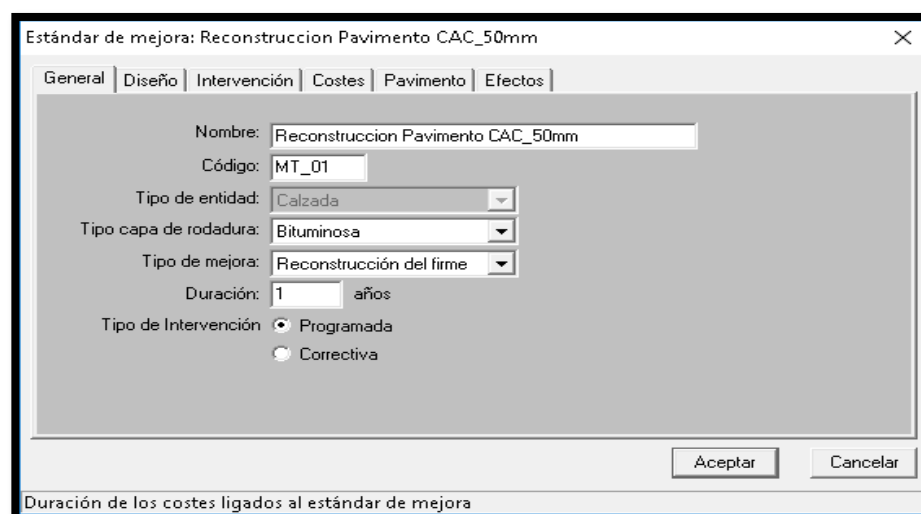 Estándar de mejora: Reconstruccion Pavimento CAC_50mm
General Diseño Intervención Costes Pavimento Efectos
Nombre: Reconstruccion Pavimento CAC_50mm
Código: MT_01
Tipo de entidad: Calzada
Tipo capa de rodadura: Bituminosa
Tipo de mejora: Reconstrucción del firme
Duración: 1 años
Tipo de Intervención Programada
Correctiva
Aceptar Cancelar
Duración de los costes ligados al estándar de mejora